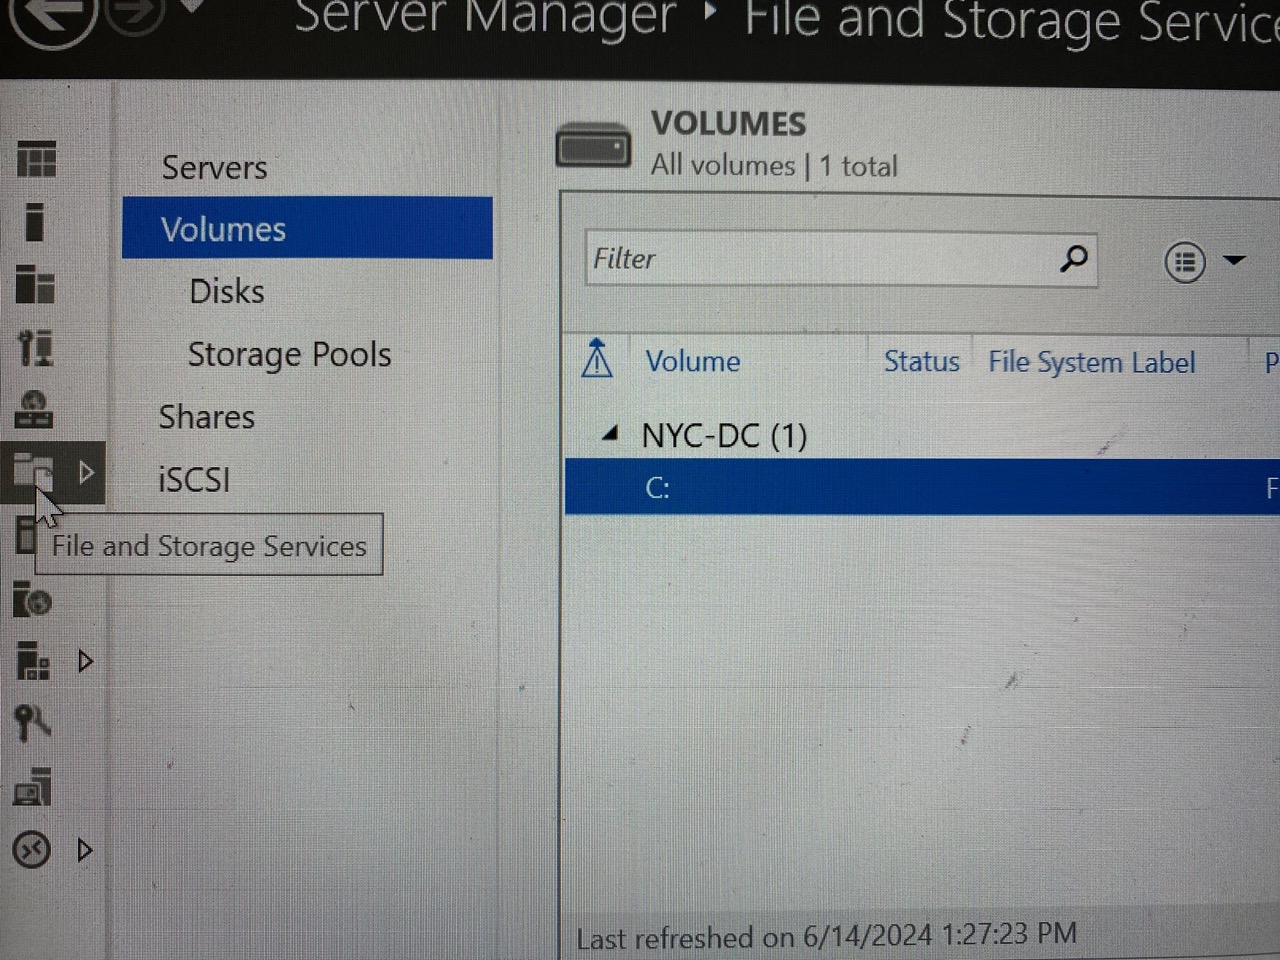 Server Manager ▸ File and Storage Servic
Servers
Volumes
Disks
Storage Pools
Shares
iSCSI
File and Storage Services
VOLUMES
All volumes | 1 total
Filter
Volume Status File System Label P
NYC-DC (1)
C: F
Last refreshed on 6/14/2024 1:27:23 PM